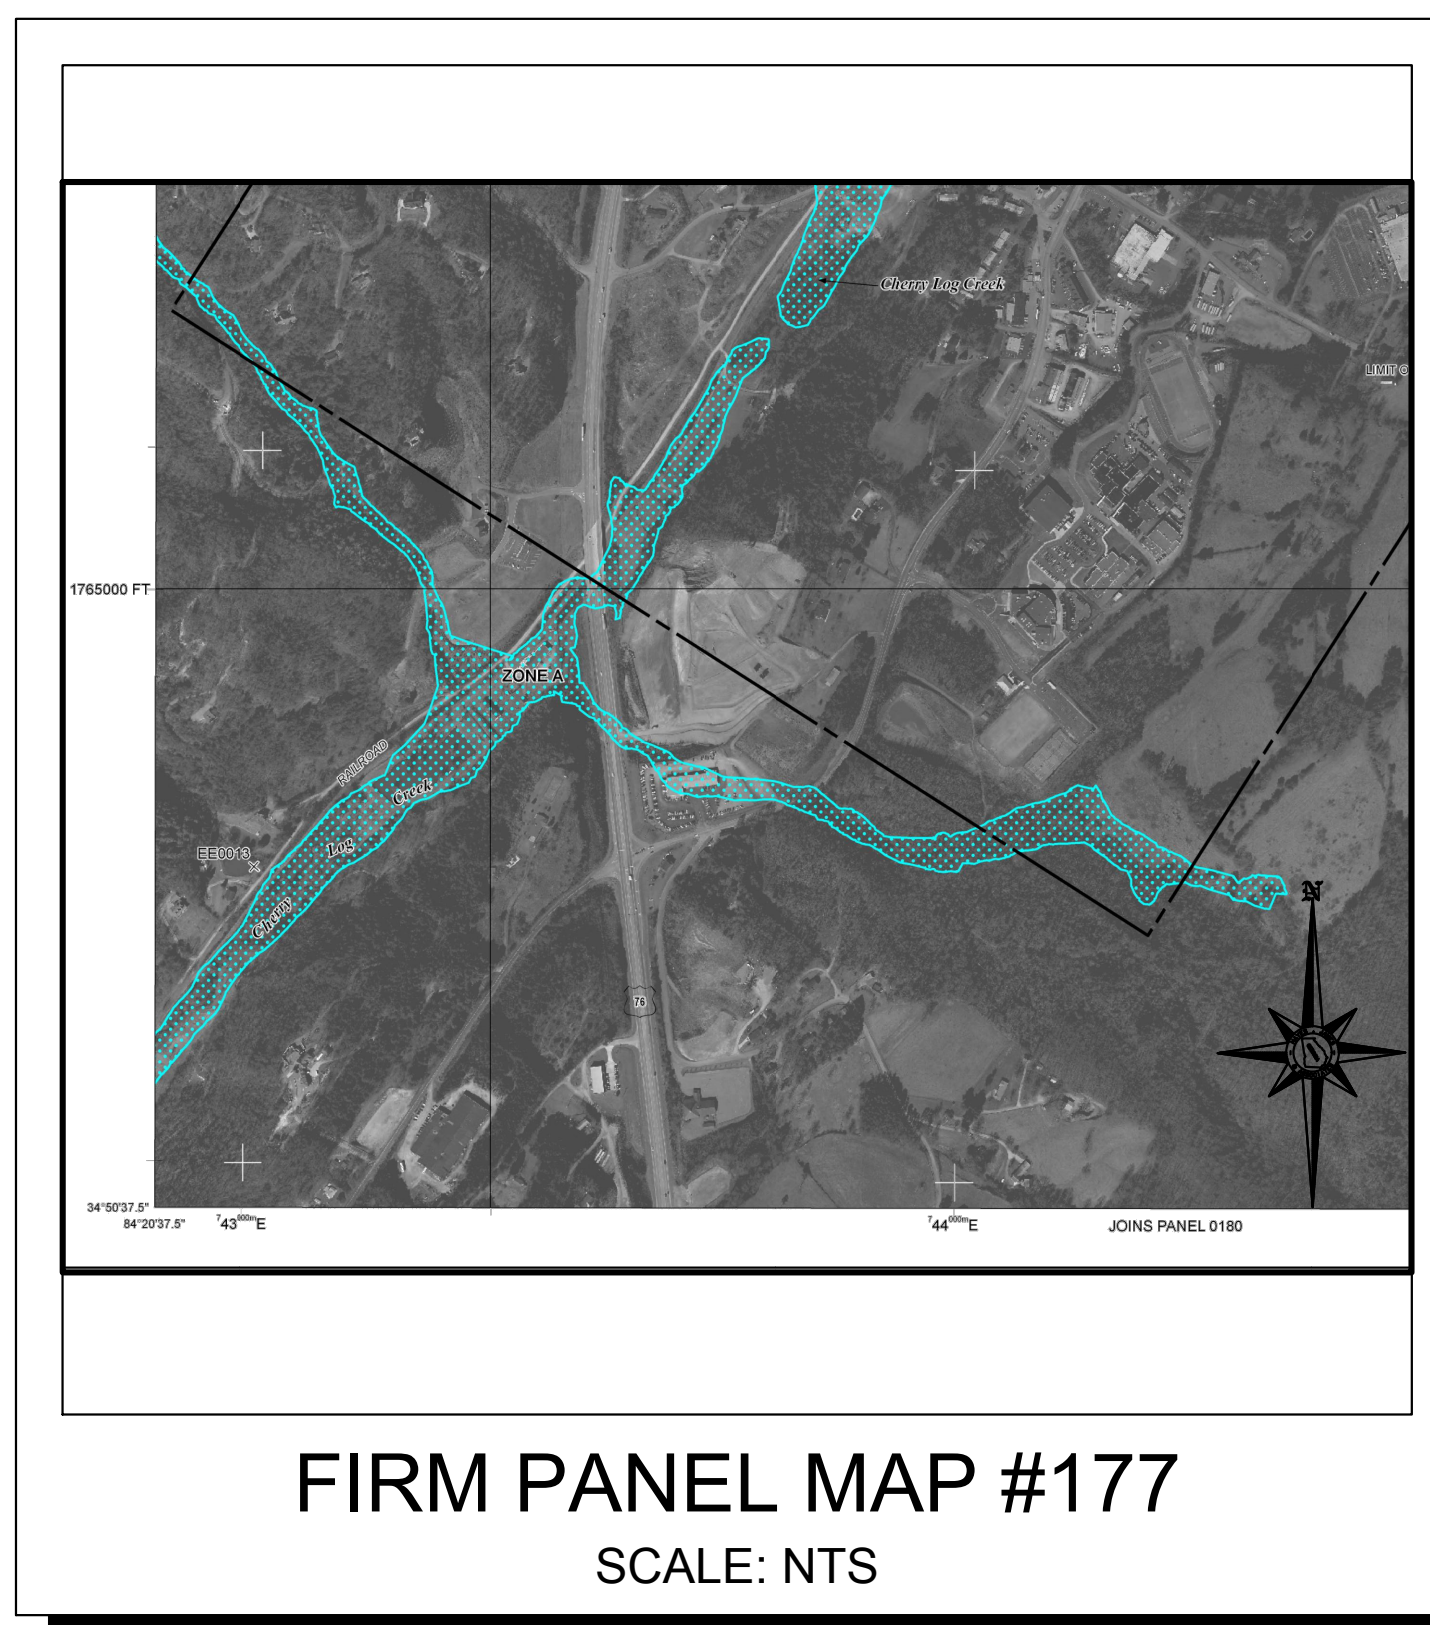 Cherry Log Creek
LIMIT O
1765000 FT
ZONE A
RAILROAD
Creek
Log
EE0013
Cherry
N
76
34°50'37.5"
84°20'37.5"
743000mE
744000mE
JOINS PANEL 0180
FIRM PANEL MAP #177
SCALE: NTS